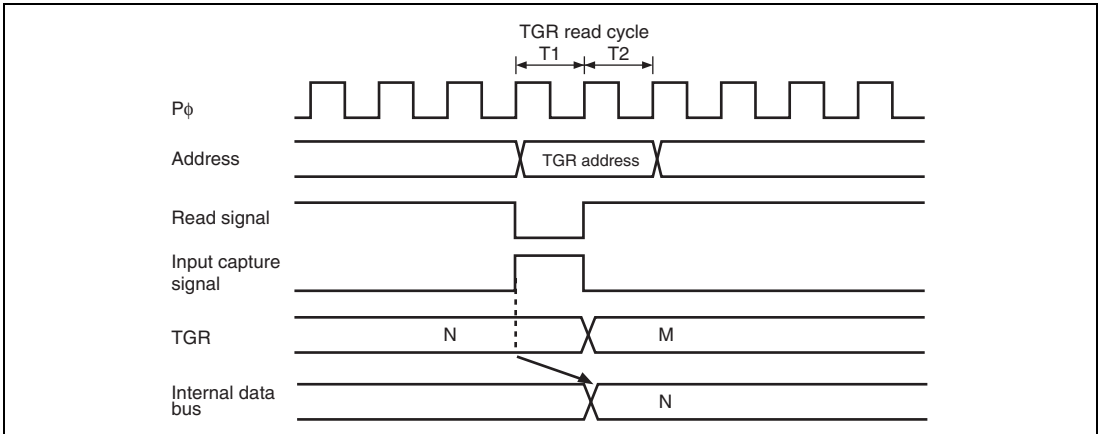 TGR read cycle
T1 T2
Pϕ
Address
TGR address
Read signal
Input capture
signal
TGR
N
M
Internal data
bus
N